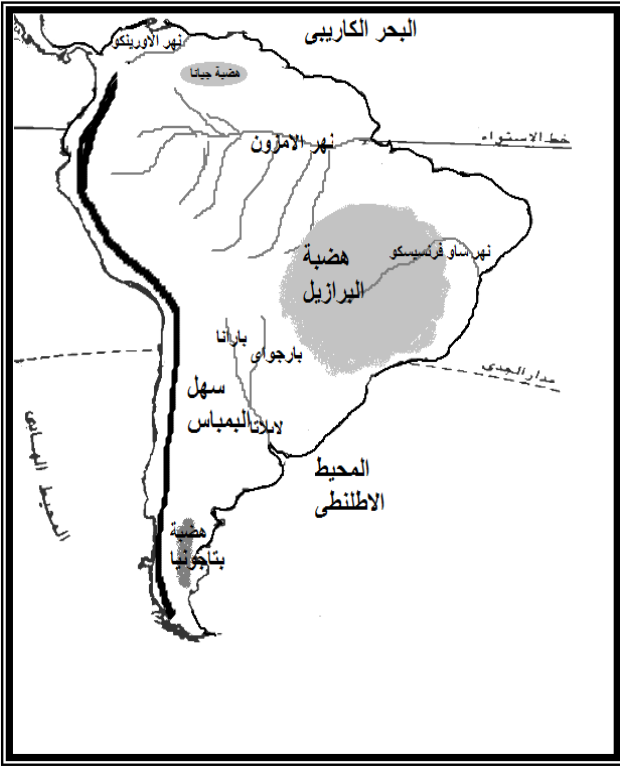 البحر الكاريبى
نهر الاورينكو
هضبة جيانا
خط الاستواء
نهر الامازون
نهر ساو فرنسيسكو
هضبة
البرازيل
بارانا
بارجواى
مدار الجدى
سهل
البمباس
لابلاتا
المحيط الهادى
المحيط
الاطلنطى
هضبة
بتاجونيا